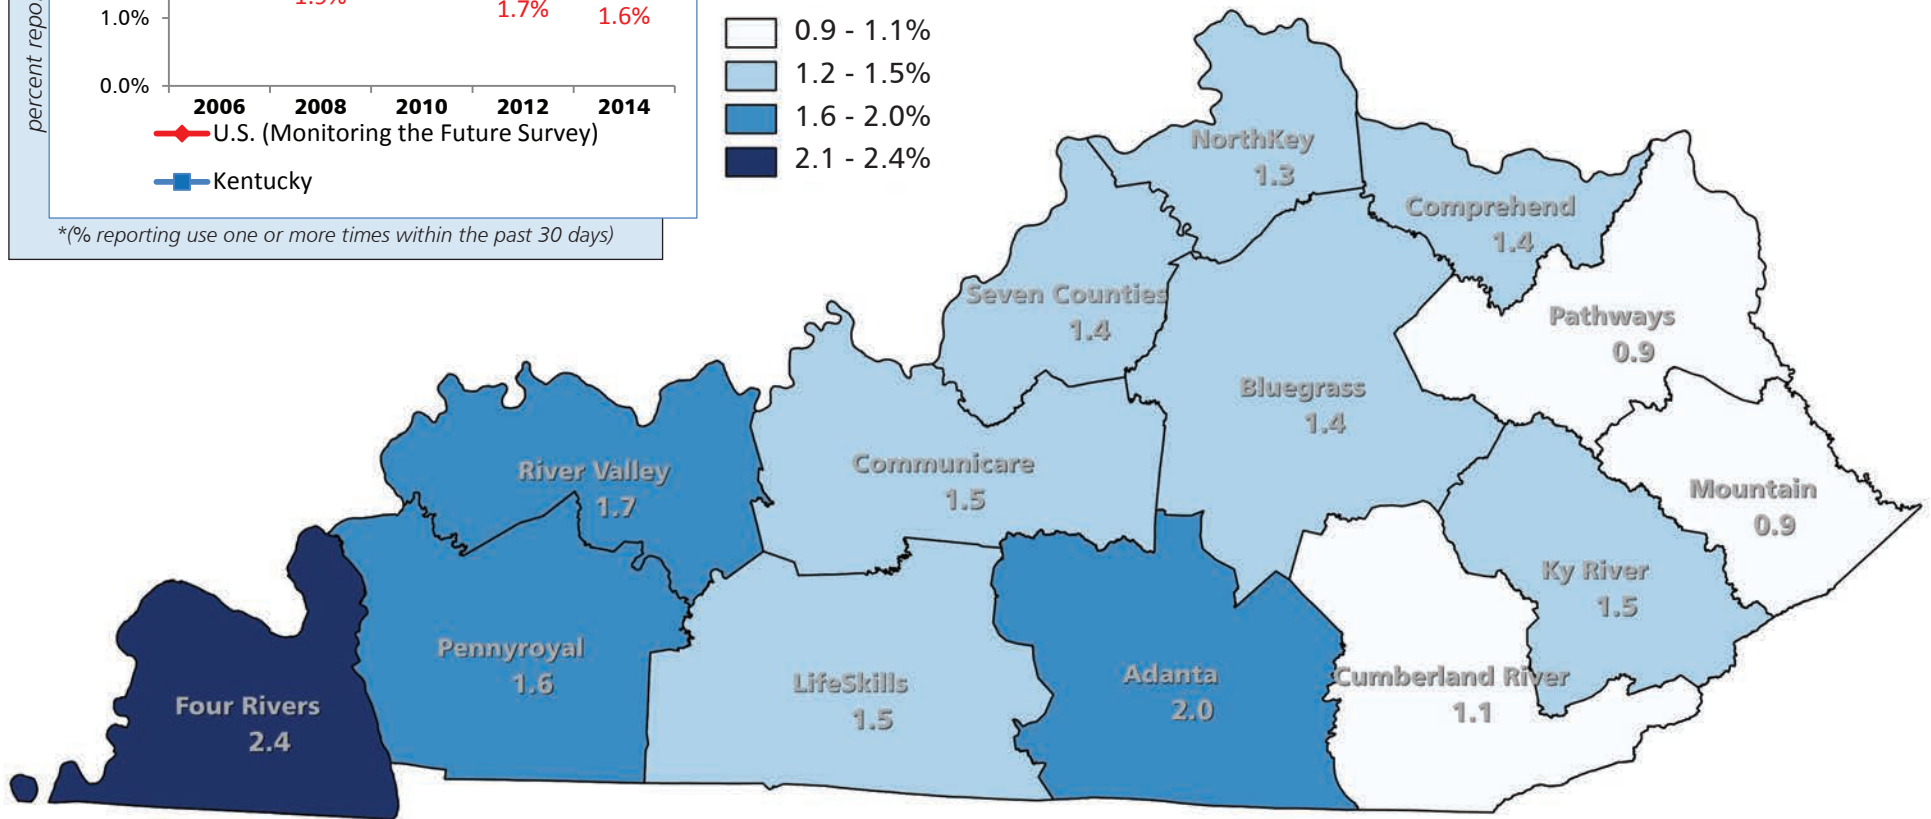 percent repo
1.0%
1.7%
1.6%
0.0%
2006 2008 2010 2012 2014
U.S. (Monitoring the Future Survey)
Kentucky
*(% reporting use one or more times within the past 30 days)
0.9 - 1.1%
1.2 - 1.5%
1.6 - 2.0%
2.1 - 2.4%
NorthKey
1.3
Comprehend
1.4
Seven Counties
1.4
Pathways
0.9
Bluegrass
1.4
River Valley
1.7
Communicare
1.5
Mountain
0.9
Ky River
1.5
Pennyroyal
1.6
LifeSkills
1.5
Adanta
2.0
Cumberland River
1.1
Four Rivers
2.4